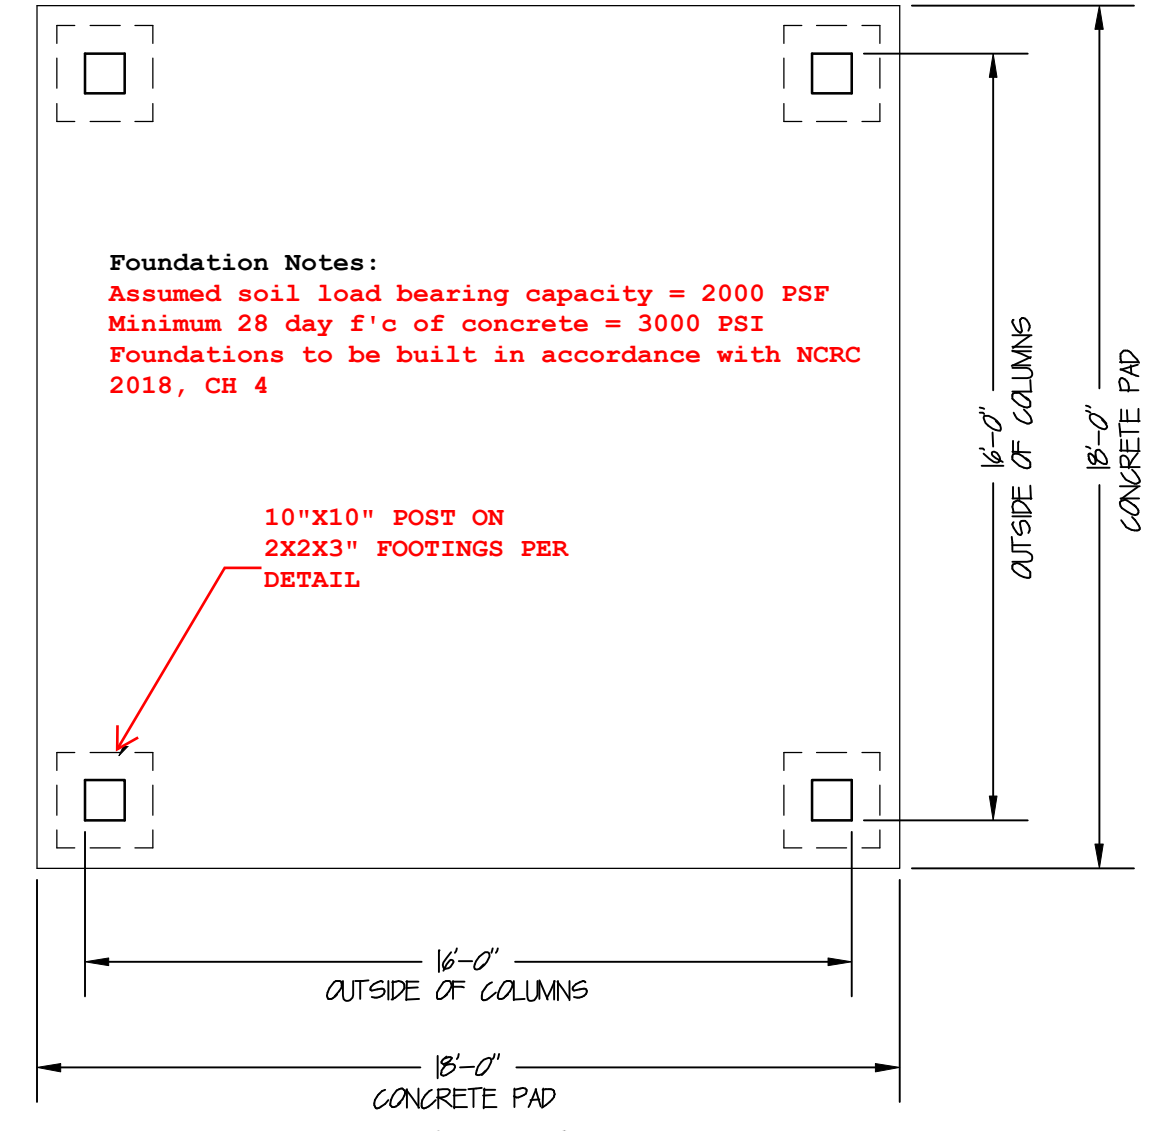 Foundation Notes:
Assumed soil load bearing capacity = 2000 PSF
Minimum 28 day f'c of concrete = 3000 PSI
Foundations to be built in accordance with NCRC
2018, CH 4
10"X10" POST ON
2X2X3" FOOTINGS PER
DETAIL
16'-0"
OUTSIDE OF COLUMNS
18'-0"
CONCRETE PAD
16'-0"
OUTSIDE OF COLUMNS
18'-0"
CONCRETE PAD